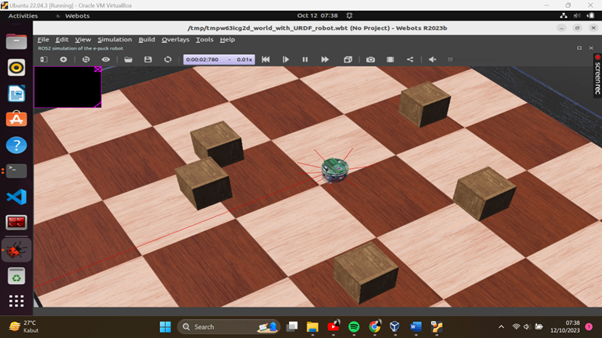 Ubuntu 22.04.3 [Running] - Oracle VM VirtualBox
Activities Webots Oct 12 07:38
/tmp/tmpw63lcg2d_world_with_URDF_robot.wbt (No Project) - Webots R2023b
File Edit View Simulation Build Overlays Tools Help
ROS2 simulation of the e-puck robot
0:00:02:780 - 0.01x
screenrec
27°C
Kabut
Search
07:38
12/10/2023